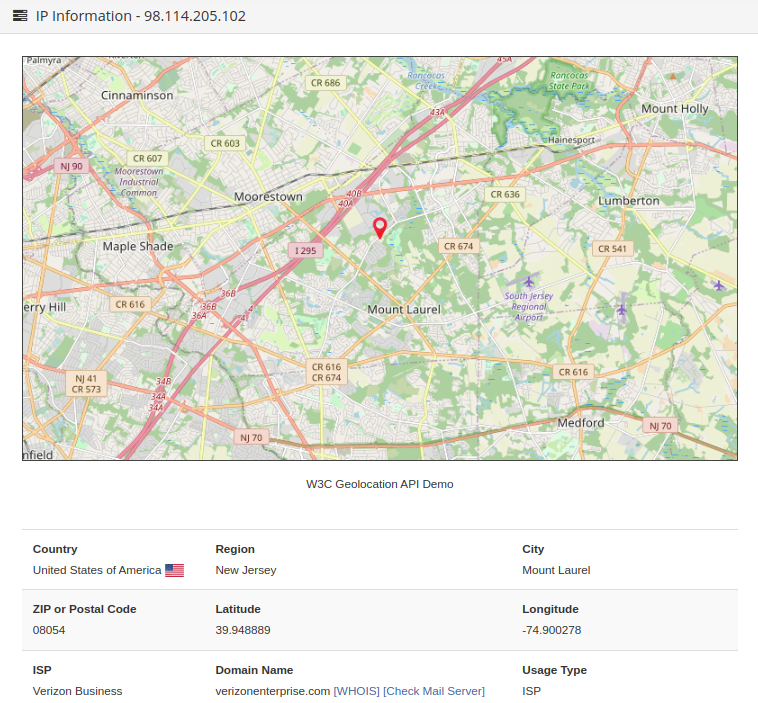 IP Information - 98.114.205.102
Palmyra
Riverton
45A
Rancocas
Creek
Rancocas
State Park
CR 686
Cinnaminson
Mount Holly
43A
CR 603
Hainesport
CR 607
NJ 90
Moorestown
Industrial
Common
40B
40A
CR 636
Moorestown
Lumberton
Maple Shade
I 295
CR 674
CR 541
South Jersey
Regional
Airport
36B
36B
36A
erry Hill
CR 616
Mount Laurel
CR 616
CR 674
CR 616
NJ 41
CR 573
34B
34A
34A
Medford
NJ 70
NJ 70
nfield
W3C Geolocation API Demo
Country Region City
United States of America New Jersey Mount Laurel
ZIP or Postal Code Latitude Longitude
08054 39.948889 -74.900278
ISP Domain Name Usage Type
Verizon Business verizonenterprise.com [WHOIS] [Check Mail Server] ISP